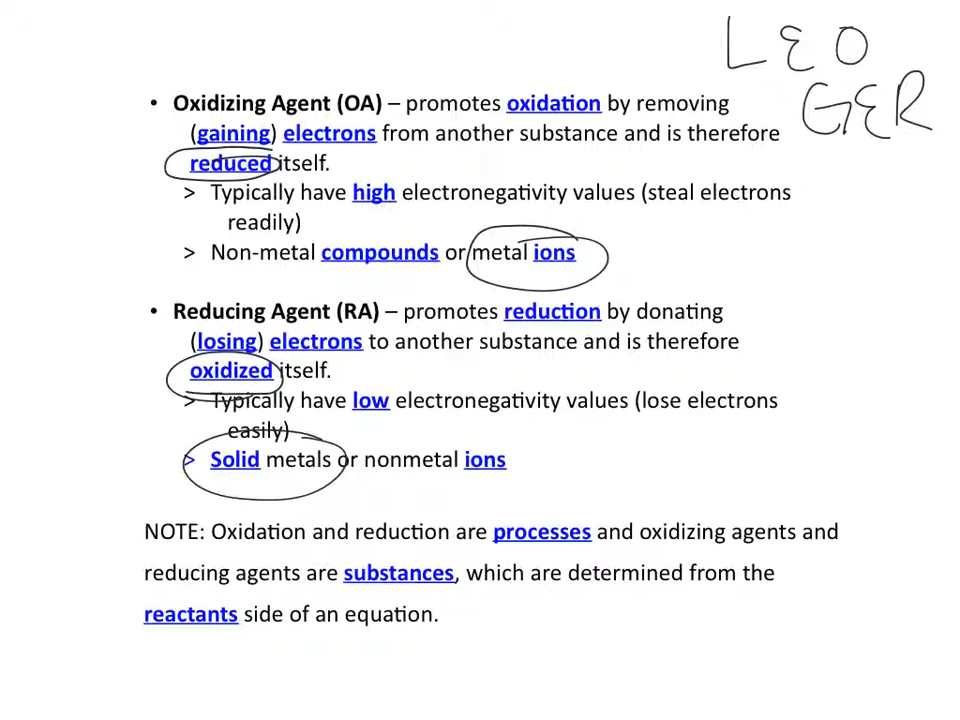 LEO
GER
• Oxidizing Agent (OA) – promotes oxidation by removing
(gaining) electrons from another substance and is therefore
reduced itself.
> Typically have high electronegativity values (steal electrons
readily)
> Non-metal compounds or metal ions
• Reducing Agent (RA) – promotes reduction by donating
(losing) electrons to another substance and is therefore
oxidized itself.
> Typically have low electronegativity values (lose electrons
easily)
> Solid metals or nonmetal ions
NOTE: Oxidation and reduction are processes and oxidizing agents and
reducing agents are substances, which are determined from the
reactants side of an equation.